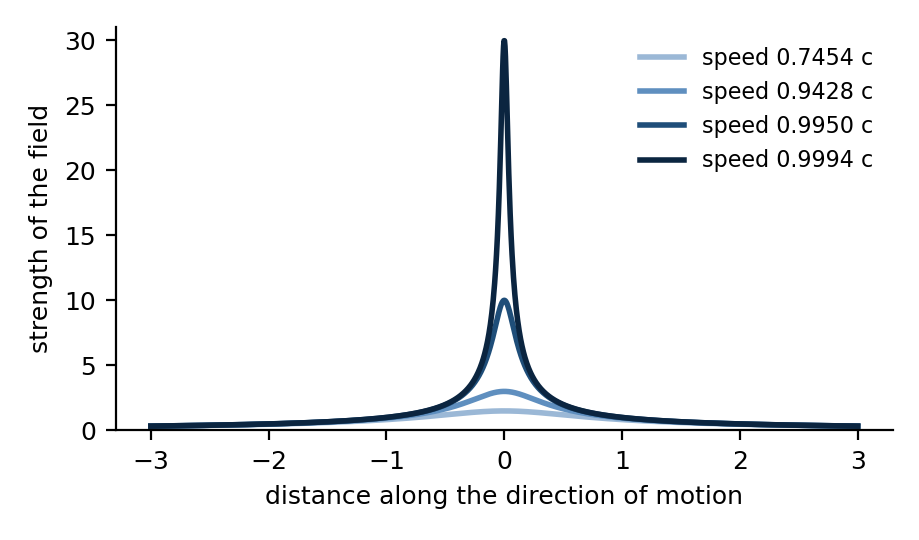 strength of the field
30
25
20
15
10
5
0
speed 0.7454 c
speed 0.9428 c
speed 0.9950 c
speed 0.9994 c
−3 −2 −1 0 1 2 3
distance along the direction of motion